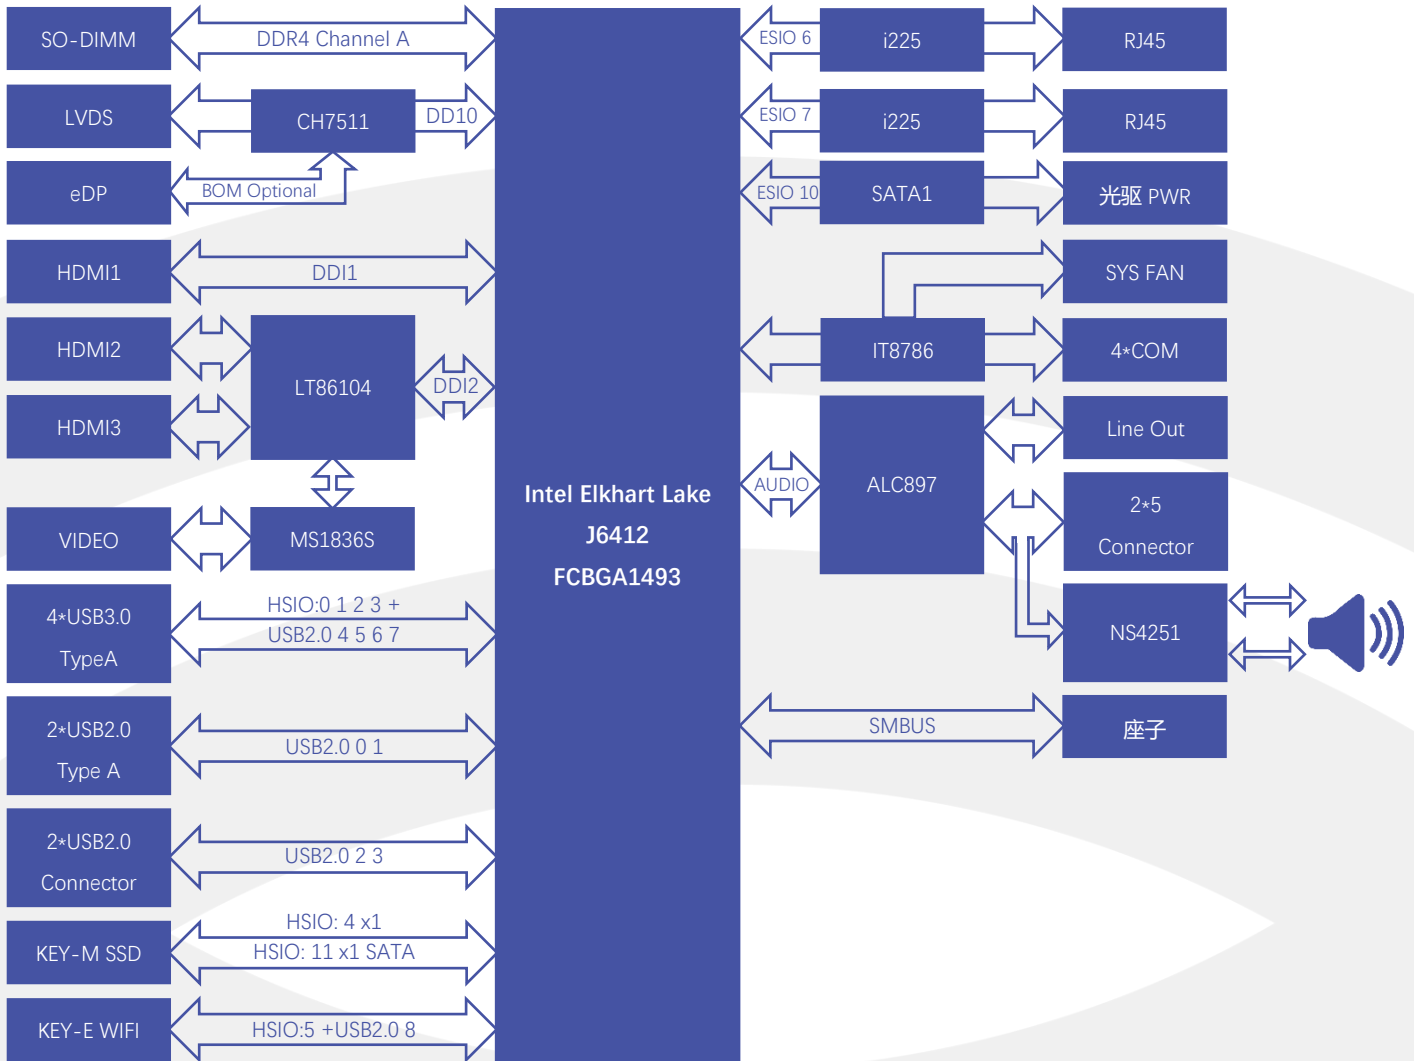 SO-DIMM
DDR4 Channel A
LVDS
CH7511
DD10
eDP
BOM Optional
HDMI1
DDI1
HDMI2
LT86104
DDI2
HDMI3
VIDEO
MS1836S
4*USB3.0
TypeA
HSIO:0 1 2 3 +
USB2.0 4 5 6 7
2*USB2.0
Type A
USB2.0 0 1
2*USB2.0
Connector
USB2.0 2 3
KEY-M SSD
HSIO: 4 x1
HSIO: 11 x1 SATA
KEY-E WIFI
HSIO:5 +USB2.0 8
Intel Elkhart Lake
J6412
FCBGA1493
ESIO 6
i225
RJ45
ESIO 7
i225
RJ45
ESIO 10
SATA1
光驱 PWR
SYS FAN
IT8786
4*COM
AUDIO
ALC897
Line Out
2*5
Connector
NS4251
SMBUS
座子